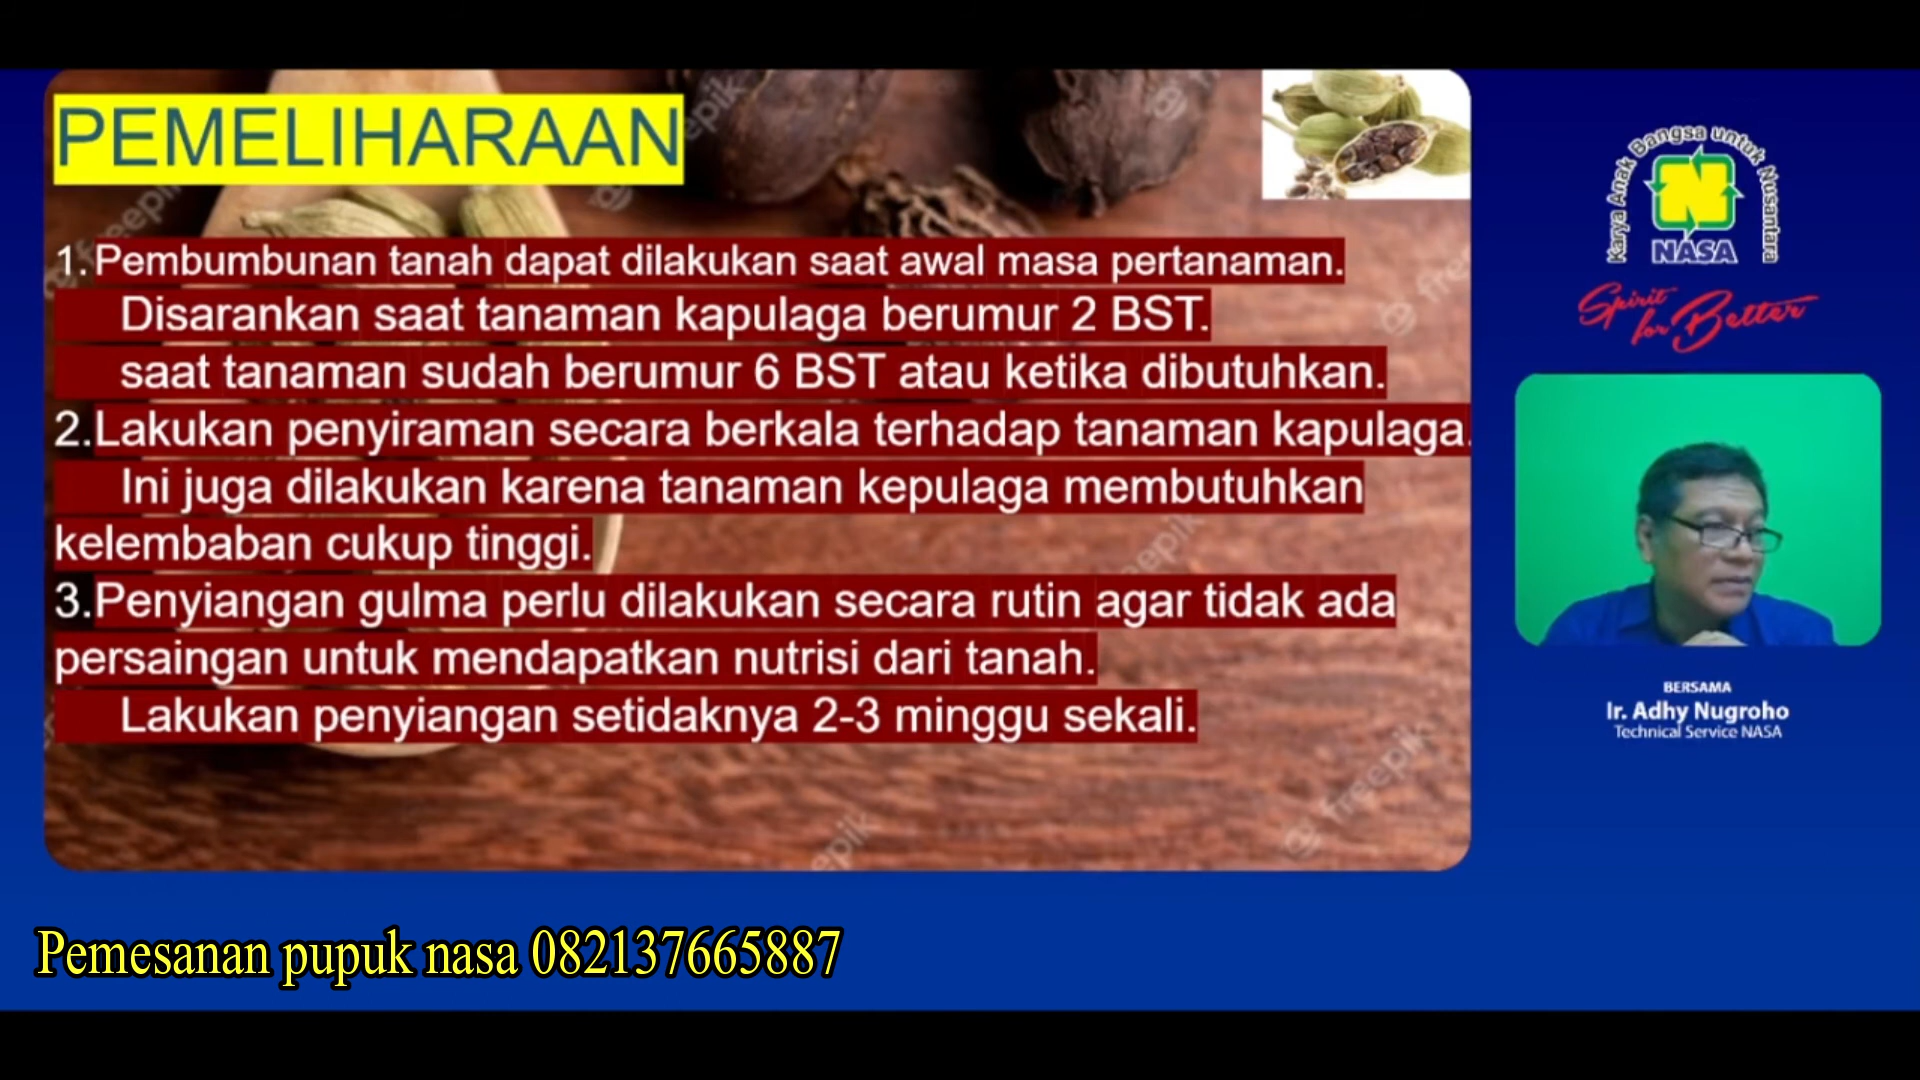 PEMELIHARAAN
1. Pembumbunan tanah dapat dilakukan saat awal masa pertanaman.
Disarankan saat tanaman kapulaga berumur 2 BST.
saat tanaman sudah berumur 6 BST atau ketika dibutuhkan.
2.Lakukan penyiraman secara berkala terhadap tanaman kapulaga.
Ini juga dilakukan karena tanaman kepulaga membutuhkan
kelembaban cukup tinggi.
3.Penyiangan gulma perlu dilakukan secara rutin agar tidak ada
persaingan untuk mendapatkan nutrisi dari tanah.
Lakukan penyiangan setidaknya 2-3 minggu sekali.
Karya Anak Bangsa untuk Nusantara
N
NASA
Spirit
for Better
BERSAMA
Ir. Adhy Nugroho
Technical Service NASA
Pemesanan pupuk nasa 082137665887
freepik